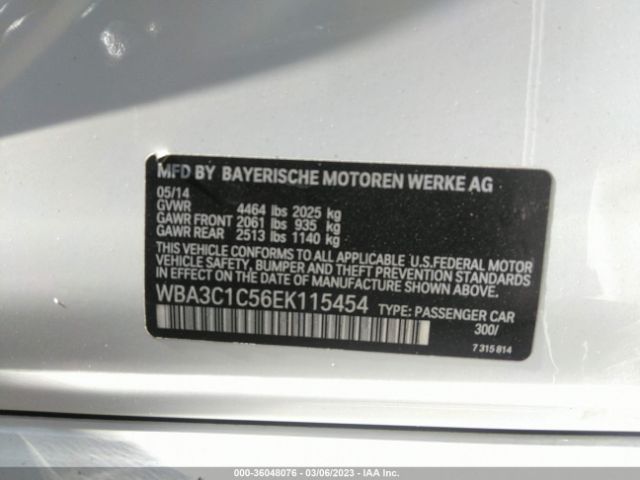 MFD BY BAYERISCHE MOTOREN WERKE AG
05/14
GVWR 4464 lbs 2025 kg
GAWR FRONT 2061 lbs 935 kg
GAWR REAR 2513 lbs 1140 kg
THIS VEHICLE CONFORMS TO ALL APPLICABLE U.S.FEDERAL MOTOR
VEHICLE SAFETY, BUMPER, AND THEFT PREVENTION STANDARDS
IN EFFECT ON THE DATE OF MANUFACTURE SHOWN ABOVE.
WBA3C1C56EK115454 TYPE: PASSENGER CAR
300/
7 315 814
000-36048076 - 03/06/2023 - IAA Inc.